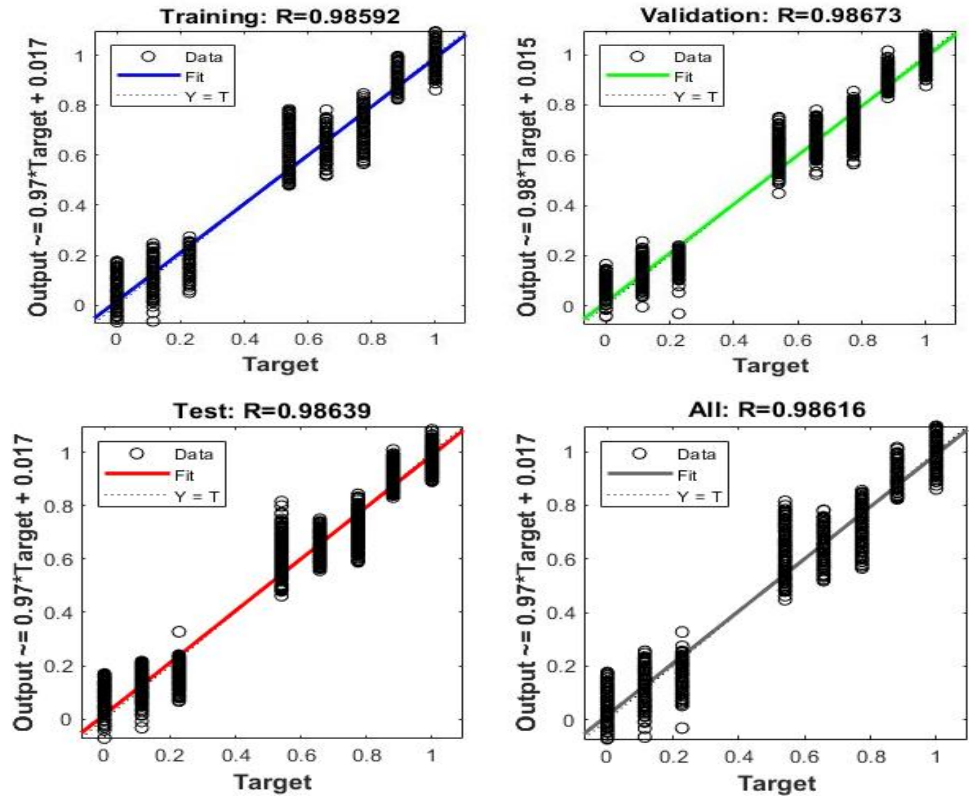 Training: R=0.98592
Output ~= 0.97*Target + 0.017
1
0.8
0.6
0.4
0.2
0
Data
Fit
Y = T
0 0.2 0.4 0.6 0.8 1
Target
Validation: R=0.98673
Output ~= 0.98*Target + 0.015
1
0.8
0.6
0.4
0.2
0
Data
Fit
Y = T
0 0.2 0.4 0.6 0.8 1
Target
Test: R=0.98639
Output ~= 0.97*Target + 0.017
1
0.8
0.6
0.4
0.2
0
Data
Fit
Y = T
0 0.2 0.4 0.6 0.8 1
Target
All: R=0.98616
Output ~= 0.97*Target + 0.017
1
0.8
0.6
0.4
0.2
0
Data
Fit
Y = T
0 0.2 0.4 0.6 0.8 1
Target